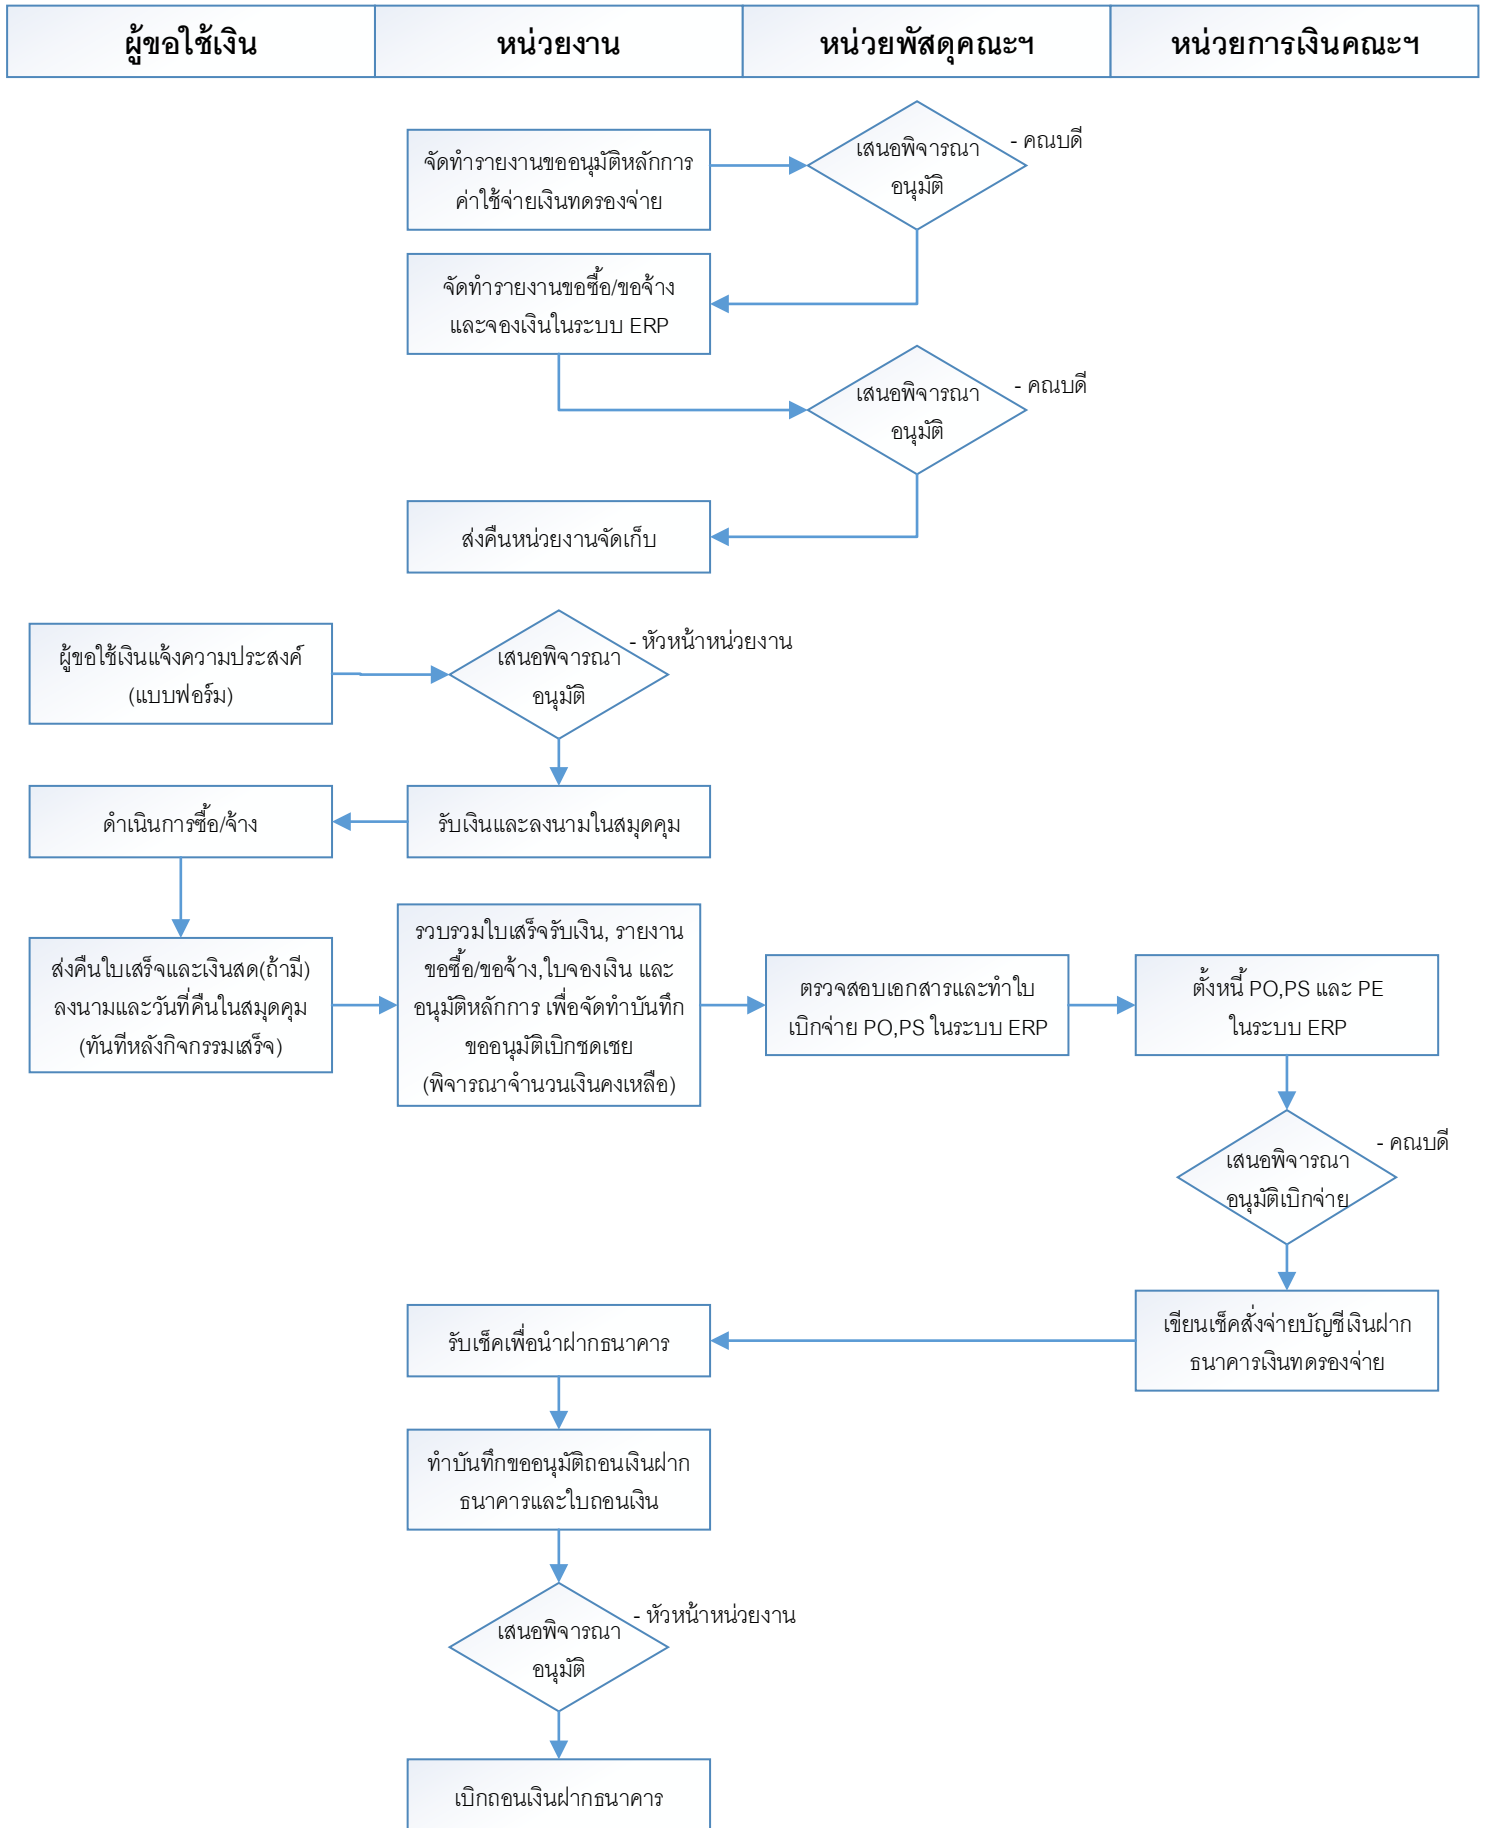 ผู้ขอใช้เงิน
หน่วยงาน
หน่วยพัสดุคณะฯ
หน่วยการเงินคณะฯ
จัดทำรายงานขออนุมัติหลักการ
ค่าใช้จ่ายเงินทดรองจ่าย
เสนอพิจารณา
อนุมัติ
- คณบดี
จัดทำรายงานขอซื้อ/ขอจ้าง
และจองเงินในระบบ ERP
เสนอพิจารณา
อนุมัติ
- คณบดี
ส่งคืนหน่วยงานจัดเก็บ
ผู้ขอใช้เงินแจ้งความประสงค์
(แบบฟอร์ม)
เสนอพิจารณา
อนุมัติ
- หัวหน้าหน่วยงาน
ดำเนินการซื้อ/จ้าง
รับเงินและลงนามในสมุดคุม
ส่งคืนใบเสร็จและเงินสด(ถ้ามี)
ลงนามและวันที่คืนในสมุดคุม
(ทันทีหลังกิจกรรมเสร็จ)
รวบรวมใบเสร็จรับเงิน, รายงาน
ขอซื้อ/ขอจ้าง,ใบจองเงิน และ
อนุมัติหลักการ เพื่อจัดทำบันทึก
ขออนุมัติเบิกชดเชย
(พิจารณาจำนวนเงินคงเหลือ)
ตรวจสอบเอกสารและทำใบ
เบิกจ่าย PO,PS ในระบบ ERP
ตั้งหนี้ PO,PS และ PE
ในระบบ ERP
เสนอพิจารณา
อนุมัติเบิกจ่าย
- คณบดี
เขียนเช็คสั่งจ่ายบัญชีเงินฝาก
ธนาคารเงินทดรองจ่าย
รับเช็คเพื่อนำฝากธนาคาร
ทำบันทึกขออนุมัติถอนเงินฝาก
ธนาคารและใบถอนเงิน
เสนอพิจารณา
อนุมัติ
- หัวหน้าหน่วยงาน
เบิกถอนเงินฝากธนาคาร